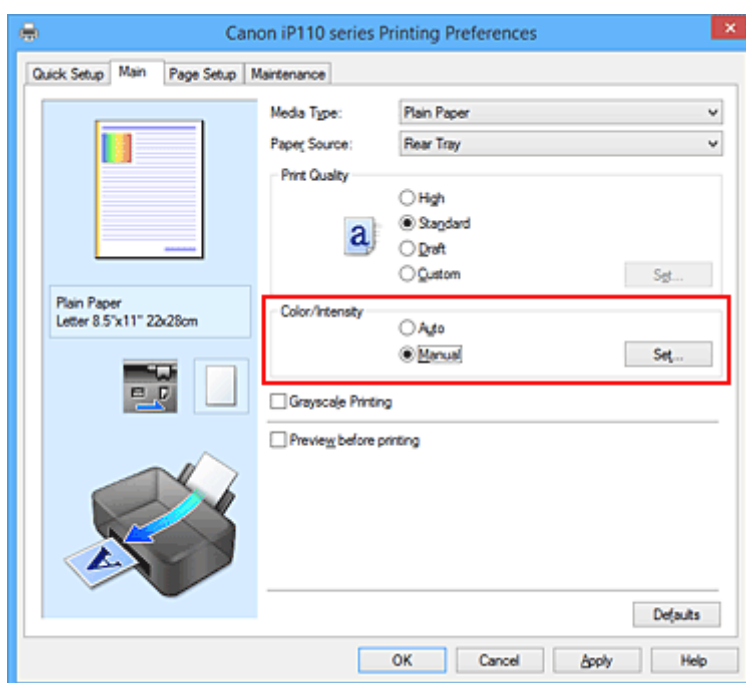 Canon iP110 series Printing Preferences
Quick Setup Main Page Setup Maintenance
Media Type: Plain Paper
Paper Source: Rear Tray
Print Quality
High
Standard
Draft
Custom
Set...
a
Plain Paper
Letter 8.5"x11" 22x28cm
Color/Intensity
Auto
Manual
Set...
Grayscale Printing
Preview before printing
A
Defaults
OK Cancel Apply Help